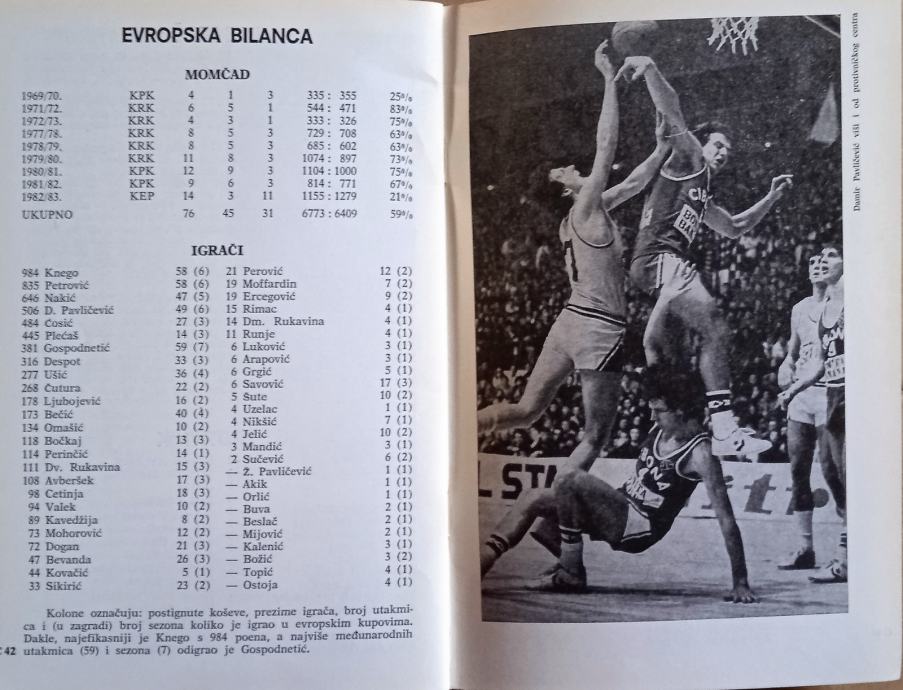 EVROPSKA BILANCA
MOMČAD
1969/70. KPK 4 1 3 335 : 355 25%
1971/72. KRK 6 5 1 544 : 471 83%
1972/73. KRK 4 3 1 333 : 326 75%
1977/78. KRK 8 5 3 729 : 708 63%
1978/79. KRK 8 5 3 685 : 602 63%
1979/80. KRK 11 8 3 1074 : 897 73%
1980/81. KPK 12 9 3 1104 : 1000 75%
1981/82. KPK 9 6 3 814 : 771 67%
1982/83. KEP 14 3 11 1155 : 1279 21%
UKUPNO 76 45 31 6773 : 6409 59%
IGRAČI
984 Knego 58 (6) 21 Perović 12 (2)
835 Petrović 58 (6) 19 Moffardin 7 (2)
646 Nakić 47 (5) 19 Ercegović 9 (2)
506 D. Pavličević 49 (6) 15 Rimac 4 (1)
484 Ćosić 27 (3) 14 Dm. Rukavina 4 (1)
445 Plećaš 14 (3) 11 Runje 4 (1)
381 Gospodnetić 59 (7) 6 Luković 3 (1)
316 Despot 33 (3) 6 Arapović 3 (1)
277 Ušić 36 (4) 6 Grgić 5 (1)
268 Čutura 22 (2) 6 Savović 17 (3)
178 Ljubojević 16 (2) 5 Šute 10 (2)
173 Bečić 40 (4) 4 Uzelac 1 (1)
134 Omašić 10 (2) 4 Nikšić 7 (1)
118 Bočkaj 13 (3) 4 Jelić 10 (2)
114 Perinčić 14 (1) 3 Mandić 3 (1)
111 Dv. Rukavina 15 (3) 2 Sučević 6 (2)
108 Avberšek 17 (3) — Ž. Pavličević 1 (1)
98 Cetinja 18 (3) — Akik 1 (1)
94 Valek 10 (2) — Orlić 1 (1)
89 Kavedžija 8 (2) — Buva 2 (1)
73 Mohorović 12 (2) — Beslać 2 (1)
72 Dogan 21 (3) — Mijović 2 (1)
47 Bevanda 26 (3) — Kalenić 3 (1)
44 Kovačić 5 (1) — Božić 3 (2)
33 Sikirić 23 (2) — Topić 4 (1)
— Ostoja 4 (1)
Kolone označuju: postignute koševe, prezime igrača, broj utakmi-
ca i (u zagradi) broj sezona koliko je igrao u evropskim kupovima.
Dakle, najefikasniji je Knego s 984 poena, a najviše međunarodnih
42 utakmica (59) i sezona (7) odigrao je Gospodnetić.
Damir Pavličević viši i od protivničkog centra
CIB
BO
BA
7
BONA
L STA
4